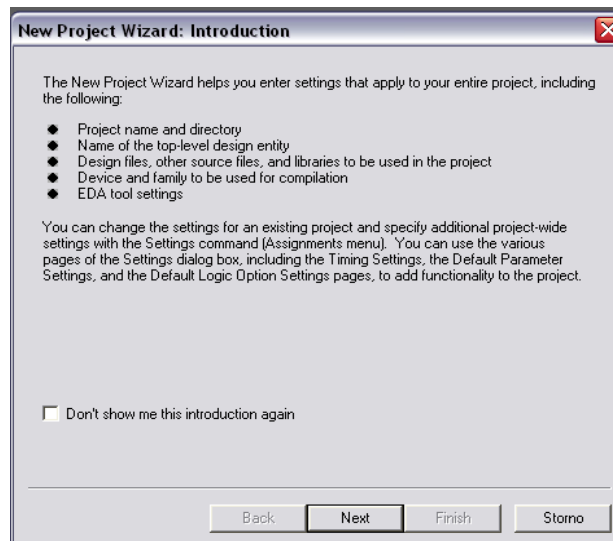 New Project Wizard: Introduction
The New Project Wizard helps you enter settings that apply to your entire project, including
the following:
Project name and directory
Name of the top-level design entity
Design files, other source files, and libraries to be used in the project
Device and family to be used for compilation
EDA tool settings
You can change the settings for an existing project and specify additional project-wide
settings with the Settings command (Assignments menu). You can use the various
pages of the Settings dialog box, including the Timing Settings, the Default Parameter
Settings, and the Default Logic Option Settings pages, to add functionality to the project.
Don't show me this introduction again
Back Next Finish Storno